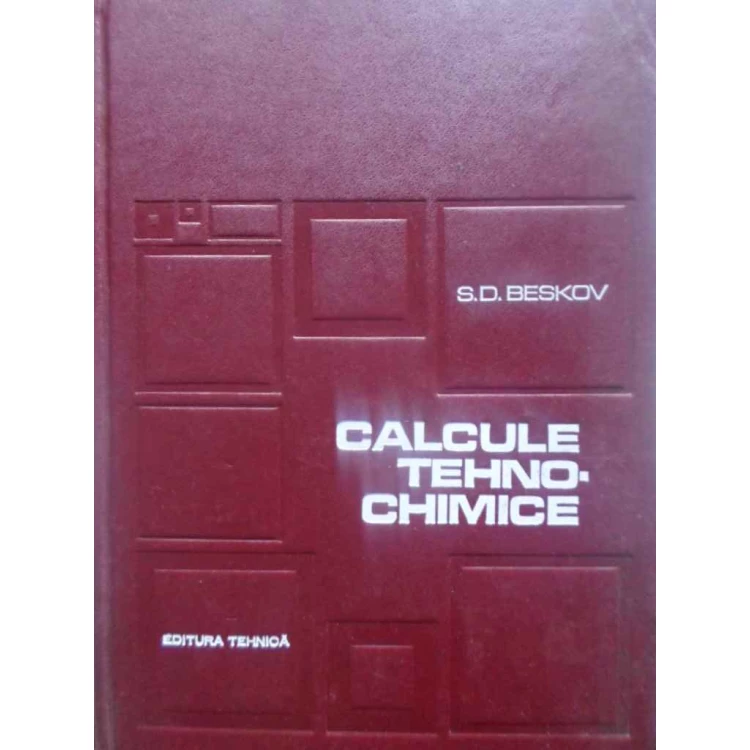 S.D. BESKOV
CALCULE
TEHNO-
CHIMICE
EDITURA TEHNICĂ